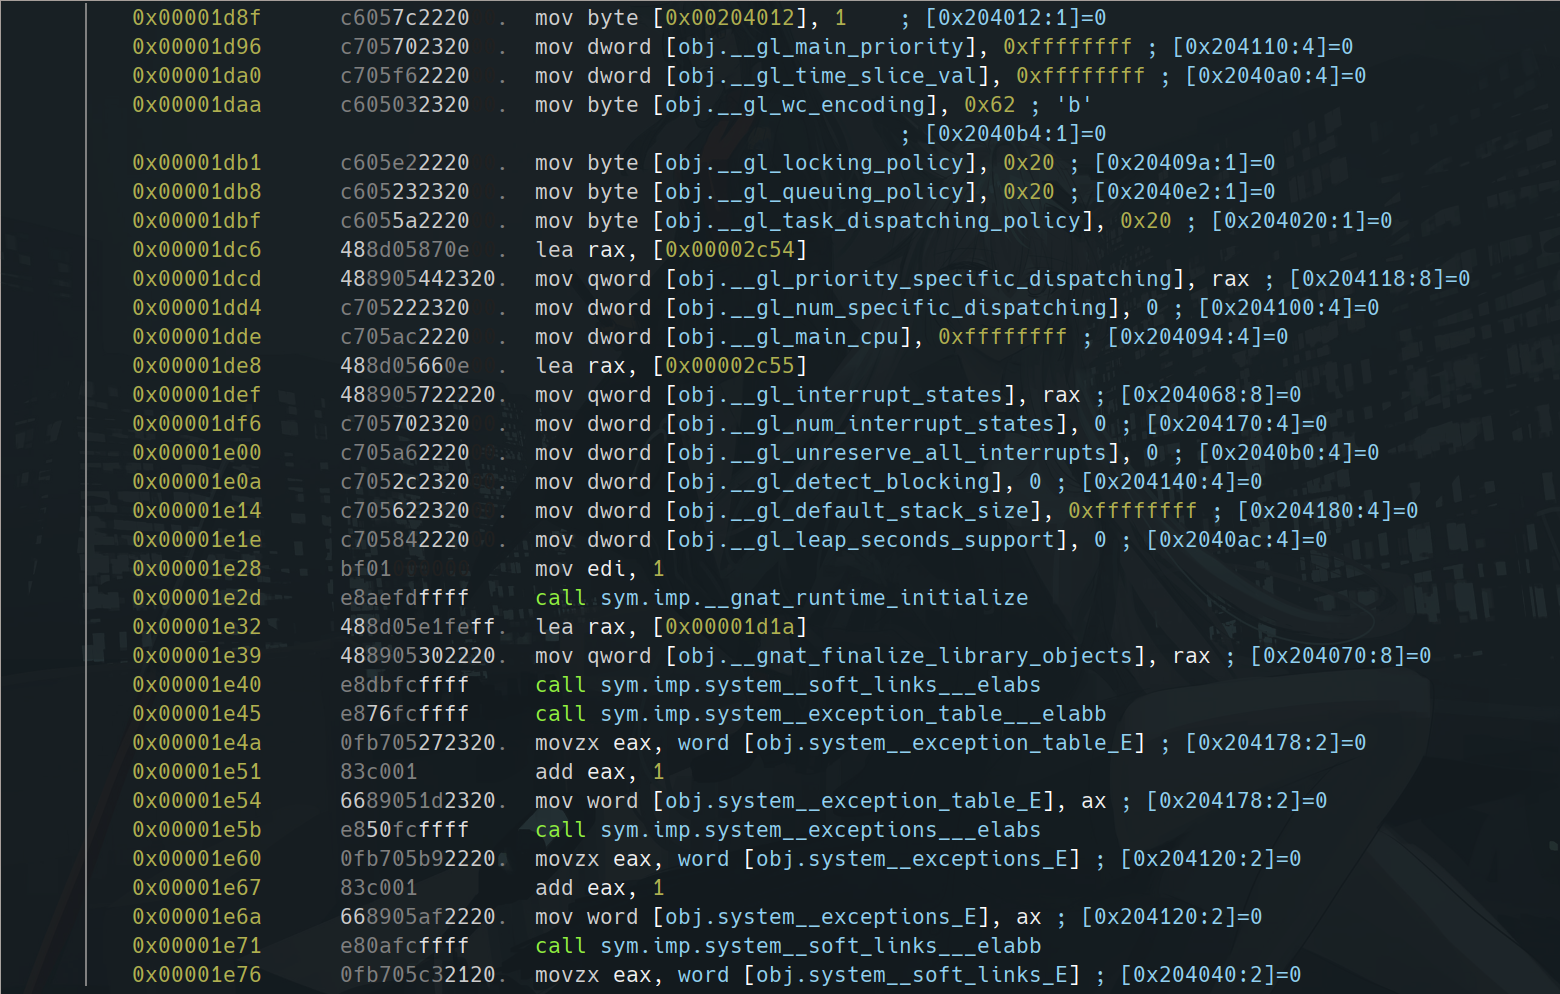 0x00001d8f c6057c2220 . mov byte [0x00204012], 1 ; [0x204012:1]=0
0x00001d96 c705702320 . mov dword [obj.__gl_main_priority], 0xffffffff ; [0x204110:4]=0
0x00001da0 c705f62220 . mov dword [obj.__gl_time_slice_val], 0xffffffff ; [0x2040a0:4]=0
0x00001daa c605032320 . mov byte [obj.__gl_wc_encoding], 0x62 ; 'b'
; [0x2040b4:1]=0
0x00001db1 c605e22220 . mov byte [obj.__gl_locking_policy], 0x20 ; [0x20409a:1]=0
0x00001db8 c605232320 . mov byte [obj.__gl_queuing_policy], 0x20 ; [0x2040e2:1]=0
0x00001dbf c6055a2220 . mov byte [obj.__gl_task_dispatching_policy], 0x20 ; [0x204020:1]=0
0x00001dc6 488d05870e . lea rax, [0x00002c54]
0x00001dcd 488905442320. mov qword [obj.__gl_priority_specific_dispatching], rax ; [0x204118:8]=0
0x00001dd4 c705222320 . mov dword [obj.__gl_num_specific_dispatching], 0 ; [0x204100:4]=0
0x00001dde c705ac2220 . mov dword [obj.__gl_main_cpu], 0xffffffff ; [0x204094:4]=0
0x00001de8 488d05660e . lea rax, [0x00002c55]
0x00001def 488905722220. mov qword [obj.__gl_interrupt_states], rax ; [0x204068:8]=0
0x00001df6 c705702320 . mov dword [obj.__gl_num_interrupt_states], 0 ; [0x204170:4]=0
0x00001e00 c705a62220 . mov dword [obj.__gl_unreserve_all_interrupts], 0 ; [0x2040b0:4]=0
0x00001e0a c7052c2320 . mov dword [obj.__gl_detect_blocking], 0 ; [0x204140:4]=0
0x00001e14 c705622320 . mov dword [obj.__gl_default_stack_size], 0xffffffff ; [0x204180:4]=0
0x00001e1e c705842220 . mov dword [obj.__gl_leap_seconds_support], 0 ; [0x2040ac:4]=0
0x00001e28 bf01 mov edi, 1
0x00001e2d e8aefdffff call sym.imp.__gnat_runtime_initialize
0x00001e32 488d05e1feff. lea rax, [0x00001d1a]
0x00001e39 488905302220. mov qword [obj.__gnat_finalize_library_objects], rax ; [0x204070:8]=0
0x00001e40 e8dbfcffff call sym.imp.system__soft_links___elabs
0x00001e45 e876fcffff call sym.imp.system__exception_table___elabb
0x00001e4a 0fb705272320. movzx eax, word [obj.system__exception_table_E] ; [0x204178:2]=0
0x00001e51 83c001 add eax, 1
0x00001e54 6689051d2320. mov word [obj.system__exception_table_E], ax ; [0x204178:2]=0
0x00001e5b e850fcffff call sym.imp.system__exceptions___elabs
0x00001e60 0fb705b92220. movzx eax, word [obj.system__exceptions_E] ; [0x204120:2]=0
0x00001e67 83c001 add eax, 1
0x00001e6a 668905af2220. mov word [obj.system__exceptions_E], ax ; [0x204120:2]=0
0x00001e71 e80afcffff call sym.imp.system__soft_links___elabb
0x00001e76 0fb705c32120. movzx eax, word [obj.system__soft_links_E] ; [0x204040:2]=0